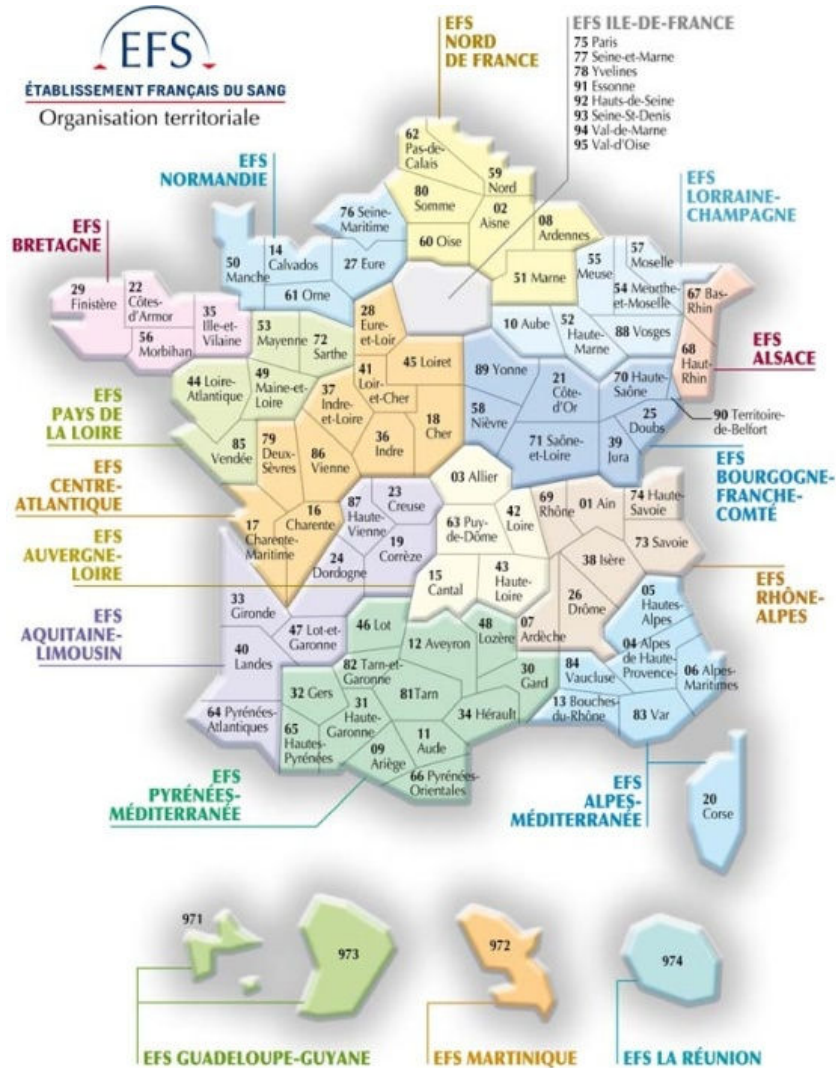 EFS
ÉTABLISSEMENT FRANÇAIS DU SANG
Organisation territoriale
EFS
NORD
DE FRANCE
EFS ILE-DE-FRANCE
75 Paris
77 Seine-et-Marne
78 Yvelines
91 Essonne
92 Hauts-de-Seine
93 Seine-St-Denis
94 Val-de-Marne
95 Val-d'Oise
EFS
NORMANDIE
EFS
BRETAGNE
EFS
LORRAINE-
CHAMPAGNE
EFS
ALSACE
EFS
PAYS DE
LA LOIRE
EFS
CENTRE-
ATLANTIQUE
EFS
AUVERGNE-
LOIRE
EFS
AQUITAINE-
LIMOUSIN
EFS
BOURGOGNE-
FRANCHE-
COMTÉ
EFS
RHÔNE-
ALPES
EFS
PYRÉNÉES-
MÉDITERRANÉE
EFS
ALPES-
MÉDITERRANÉE
62
Pas-de-
Calais
59
Nord
80
Somme
02
Aisne
08
Ardennes
60 Oise
51 Marne
76 Seine-
Maritime
14
Calvados
27 Eure
50
Manche
61 Orne
29
Finistère
22
Côtes-
d'Armor
35
Ille-et-
Vilaine
56
Morbihan
53
Mayenne
72
Sarthe
44 Loire-
Atlantique
49
Maine-et-
Loire
85
Vendée
28
Eure-
et-Loir
45 Loiret
41
Loir-
et-Cher
37
Indre-
et-Loire
18
Cher
36
Indre
79
Deux-
Sèvres
86
Vienne
16
Charente
17
Charente-
Maritime
55
Meuse
57
Moselle
54 Meurthe-
et-Moselle
67 Bas-
Rhin
68
Haut-
Rhin
10 Aube
52
Haute-
Marne
88 Vosges
89 Yonne
21
Côte-
d'Or
70 Haute-
Saône
90 Territoire-
de-Belfort
58
Nièvre
71 Saône-
et-Loire
25
Doubs
39
Jura
03 Allier
63 Puy-
de-Dôme
42
Loire
15
Cantal
43
Haute-
Loire
87
Haute-
Vienne
23
Creuse
19
Corrèze
24
Dordogne
33
Gironde
47 Lot-et-
Garonne
40
Landes
64 Pyrénées-
Atlantiques
69
Rhône
01 Ain
74 Haute-
Savoie
73 Savoie
38 Isère
26
Drôme
07
Ardèche
46 Lot
12 Aveyron
48
Lozère
82 Tarn-et-
Garonne
32 Gers
81Tarn
30
Gard
31
Haute-
Garonne
34 Hérault
65
Hautes-
Pyrénées
09
Ariège
11
Aude
66 Pyrénées-
Orientales
05
Hautes-
Alpes
04 Alpes
de Haute-
Provence
06 Alpes-
Maritimes
84
Vaucluse
13 Bouches-
du-Rhône
83 Var
20
Corse
971
973
972
974
EFS GUADELOUPE-GUYANE
EFS MARTINIQUE
EFS LA RÉUNION